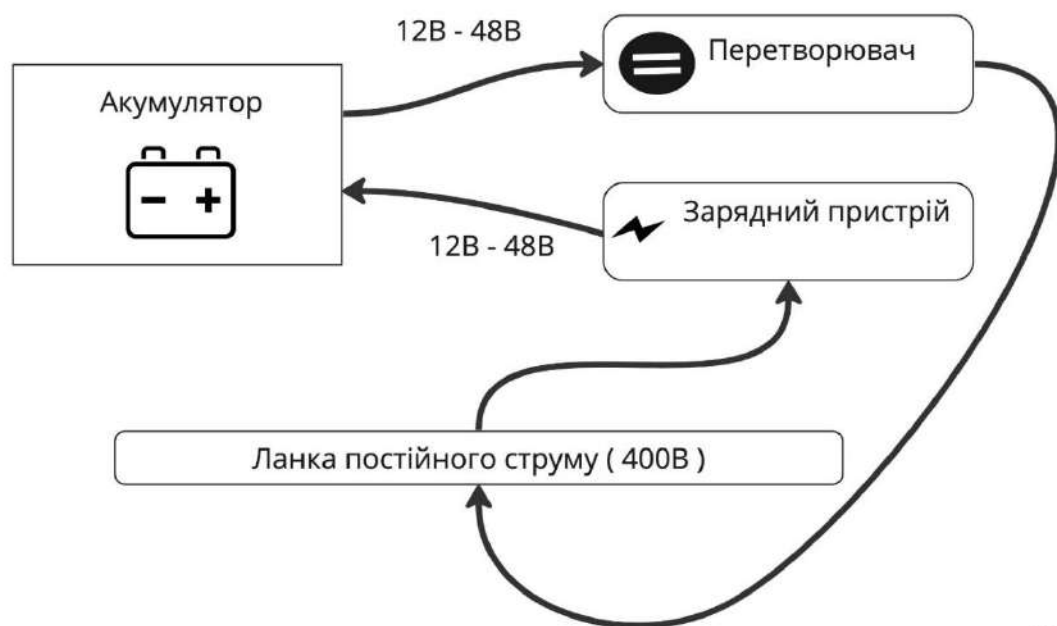 12В - 48В
Перетворювач
Акумулятор
Зарядний пристрій
12В - 48В
Ланка постійного струму ( 400В )